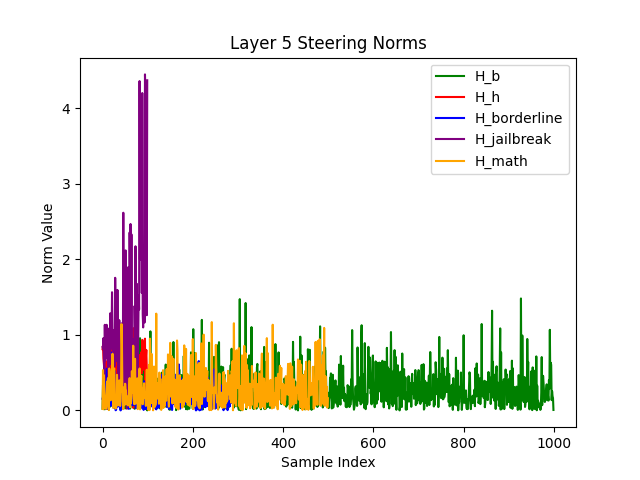 Layer 5 Steering Norms
H_b
H_h
H_borderline
H_jailbreak
H_math
Norm Value
4
3
2
1
0
0 200 400 600 800 1000
Sample Index